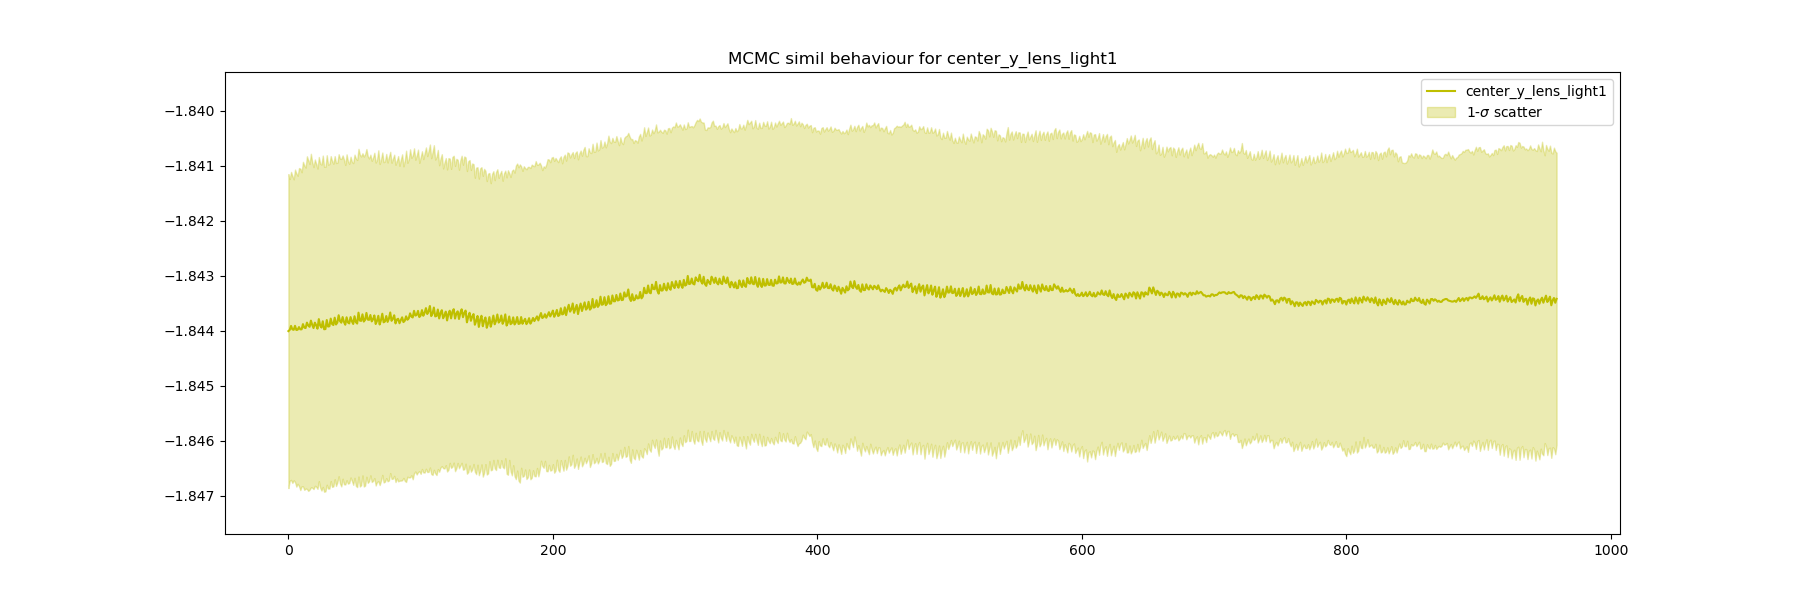 MCMC simil behaviour for center_y_lens_light1
center_y_lens_light1
1-σ scatter
−1.840
−1.841
−1.842
−1.843
−1.844
−1.845
−1.846
−1.847
0 200 400 600 800 1000